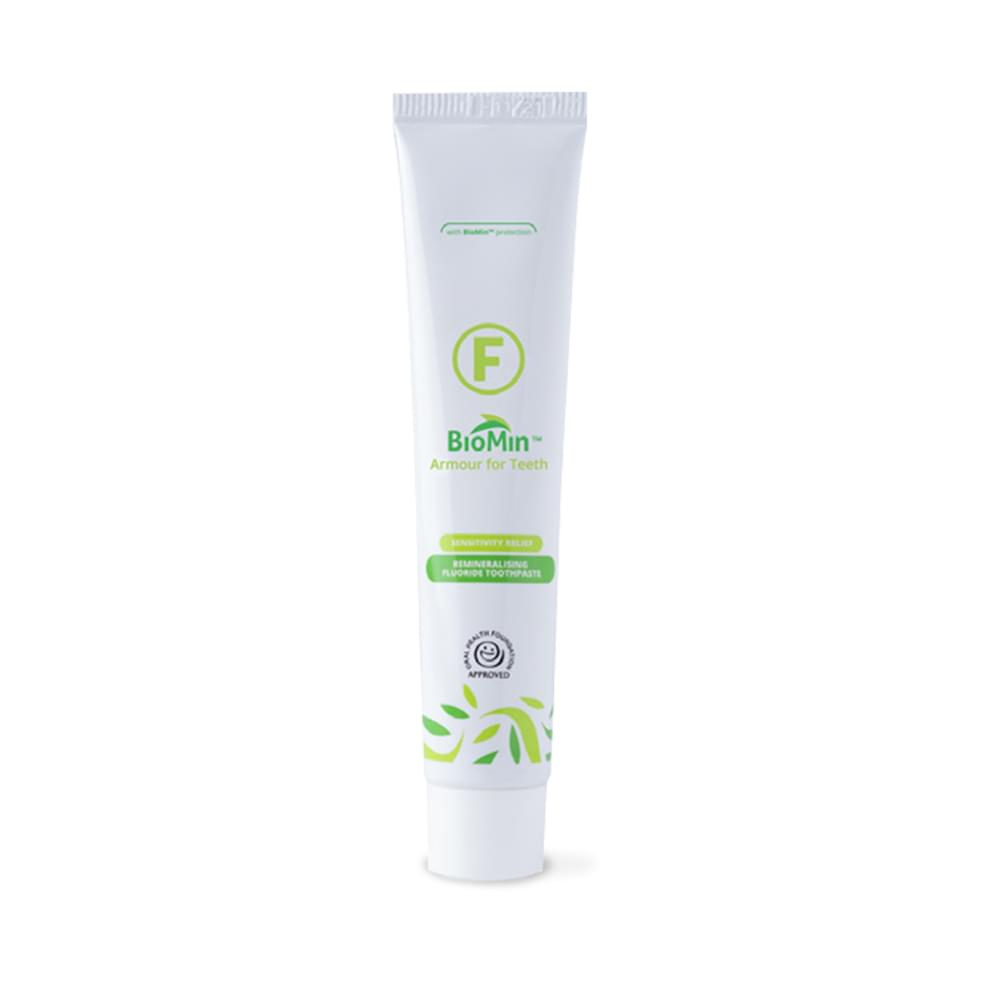 with BioMin™ protection
F
BioMin™
Armour for Teeth
SENSITIVITY RELIEF
REMINERALISING
FLUORIDE TOOTHPASTE
ORAL HEALTH FOUNDATION
APPROVED